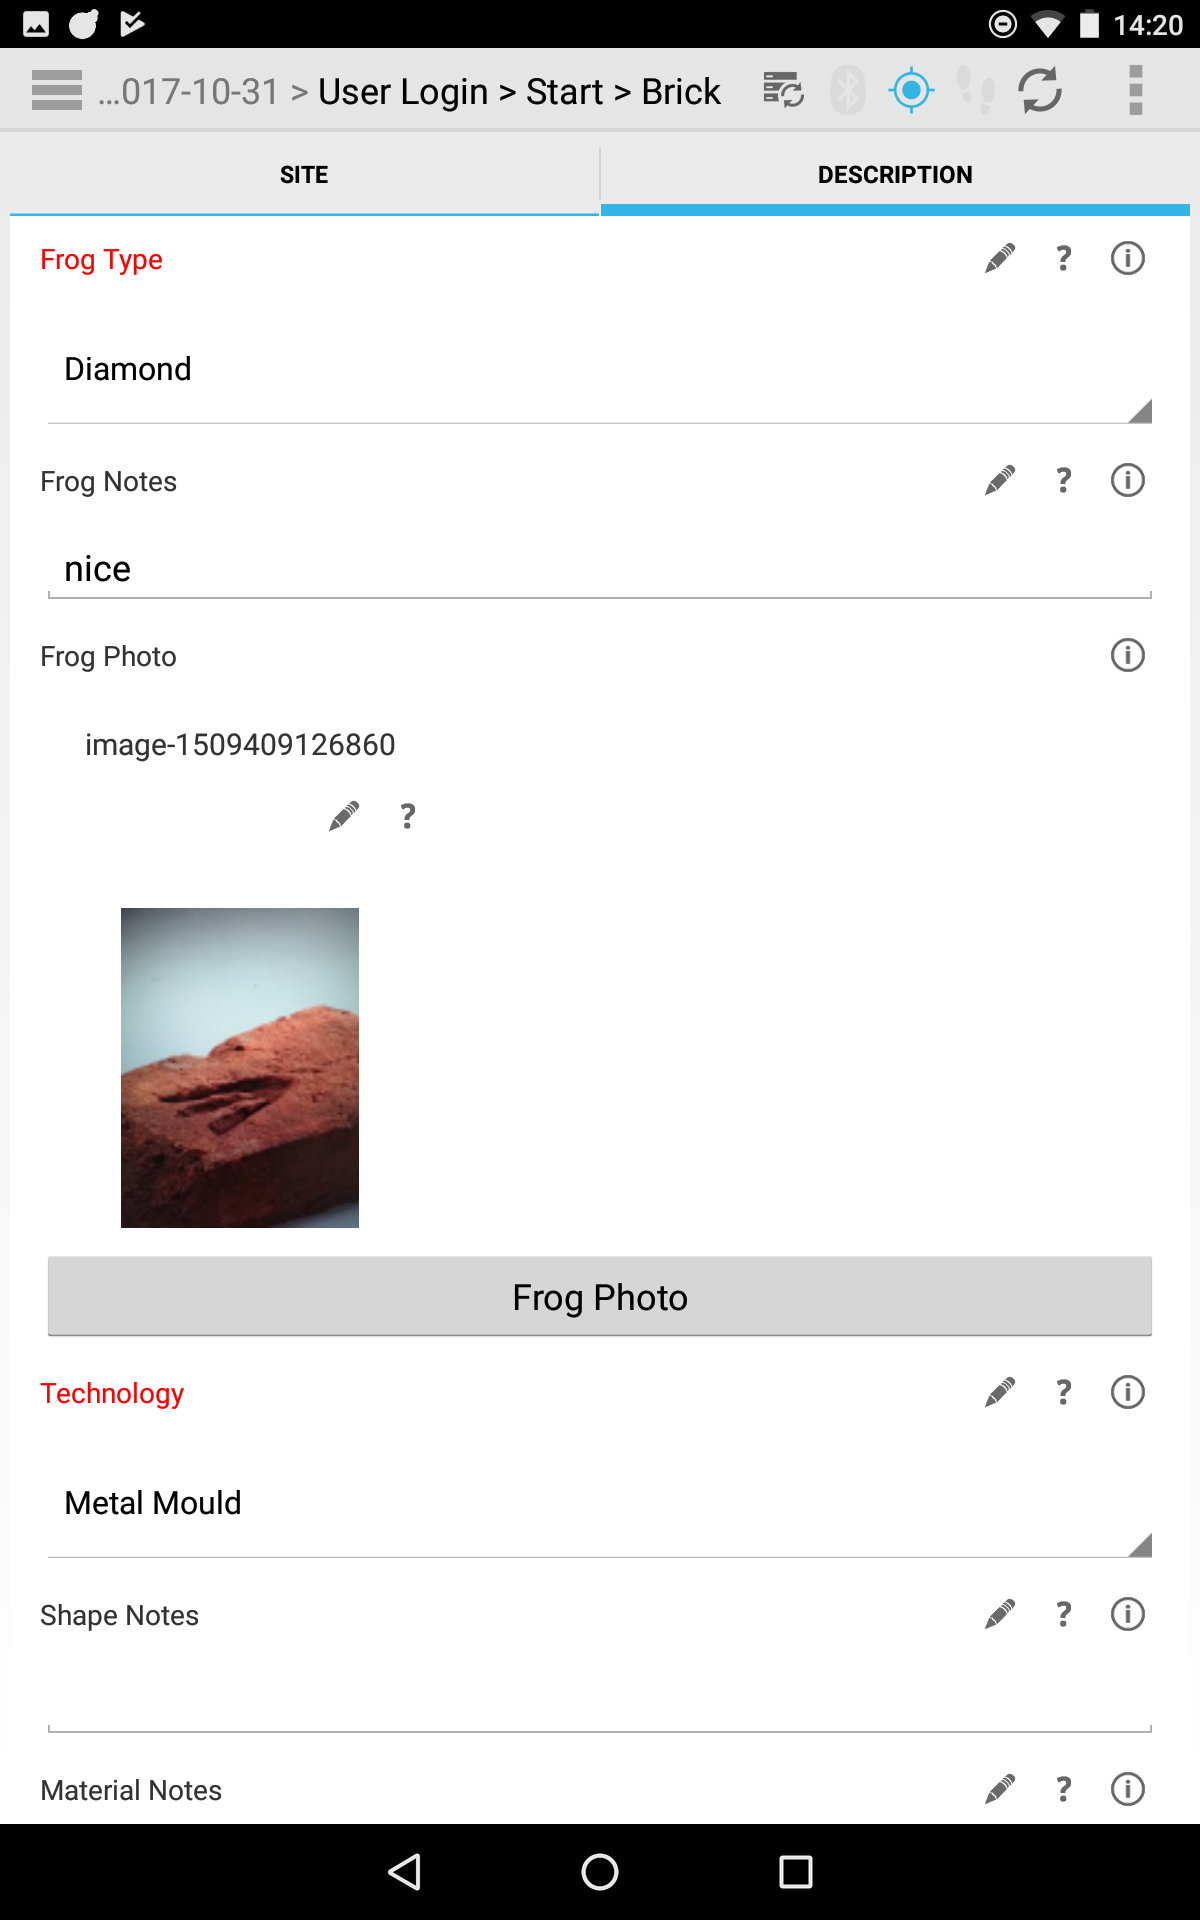 14:20
...017-10-31 > User Login > Start > Brick
SITE
DESCRIPTION
Frog Type
?
Diamond
Frog Notes
?
nice
Frog Photo
image-1509409126860
?
Frog Photo
Technology
?
Metal Mould
Shape Notes
?
Material Notes
?